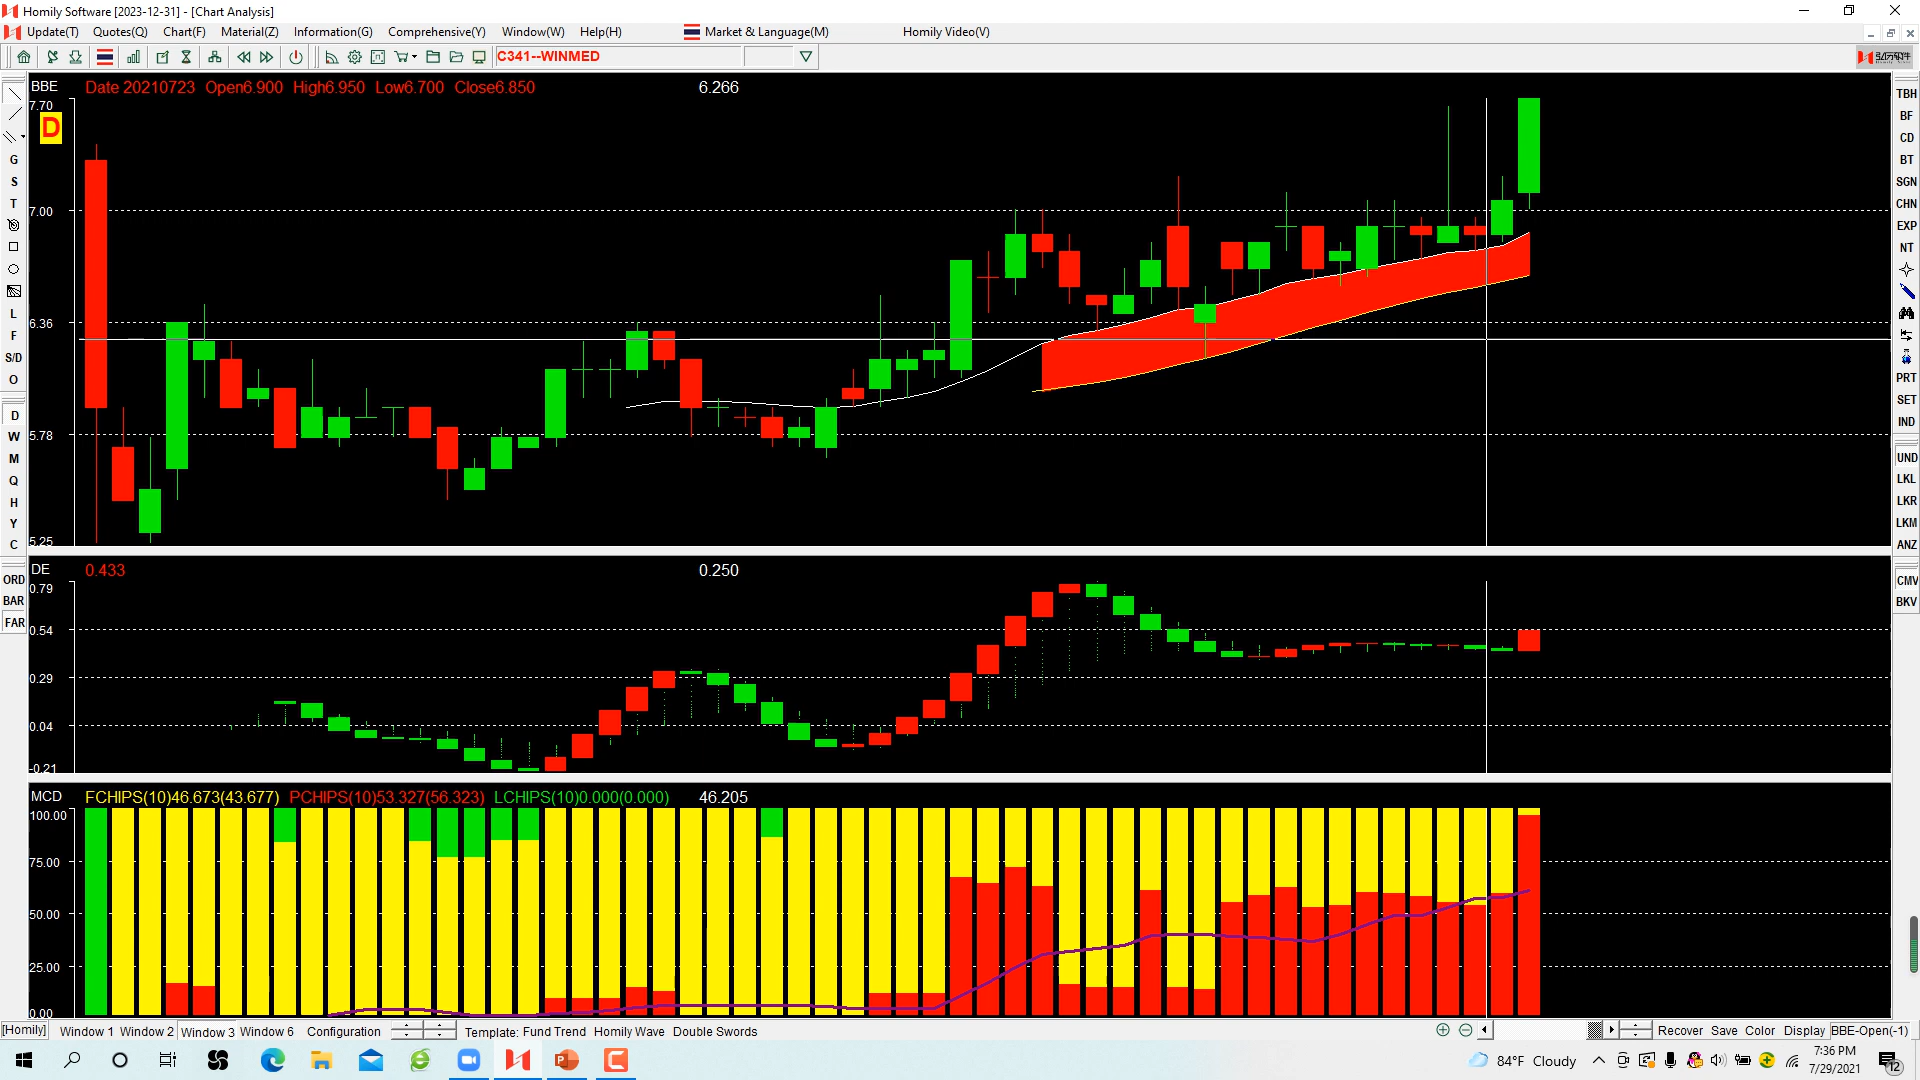 Homily Software [2023-12-31] - [Chart Analysis]
Update(T) Quotes(Q) Chart(F) Material(Z) Information(G) Comprehensive(Y) Window(W) Help(H) Market & Language(M) Homily Video(V)
C341--WINMED
BBE Date 20210723 Open6.900 High6.950 Low6.700 Close6.850 6.266
7.70
D
7.00
6.36
5.78
5.25
DE 0.433 0.250
0.79
0.54
0.29
0.04
-0.21
MCD FCHIPS(10)46.673(43.677) PCHIPS(10)53.327(56.323) LCHIPS(10)0.000(0.000) 46.205
100.00
75.00
50.00
25.00
0.00
G
S
T
L
F
S/D
O
D
W
M
Q
H
Y
C
ORD
BAR
FAR
TBH
BF
CD
BT
SGN
CHN
EXP
NT
PRT
SET
IND
UND
LKL
LKR
LKM
ANZ
CMV
BKV
[Homily] Window 1 Window 2 Window 3 Window 6 Configuration Template: Fund Trend Homily Wave Double Swords Recover Save Color Display BBE-Open(-1)
84°F Cloudy
7:36 PM
7/29/2021
12